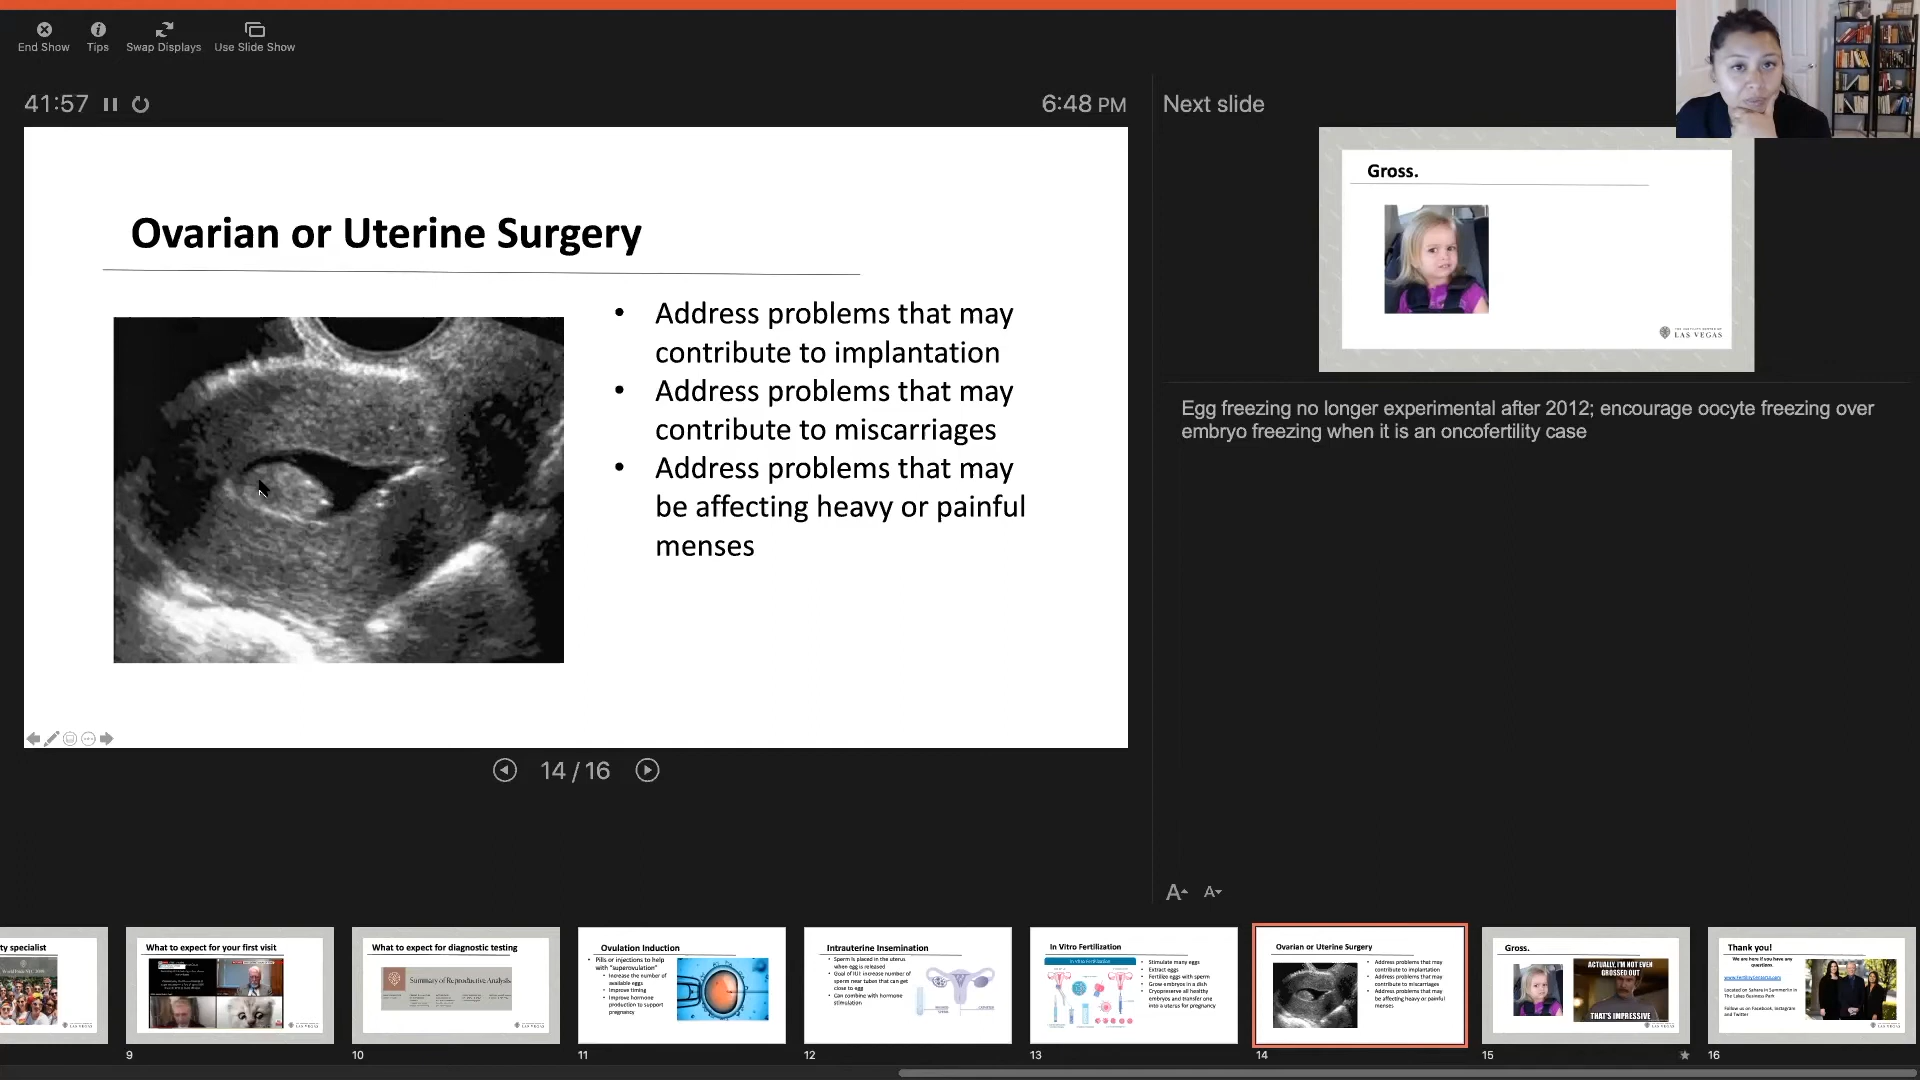 End Show
Tips
Swap Displays
Use Slide Show
41:57
6:48 PM
Next slide
Ovarian or Uterine Surgery
• Address problems that may
contribute to implantation
• Address problems that may
contribute to miscarriages
• Address problems that may
be affecting heavy or painful
menses
Gross.
LAS VEGAS
Egg freezing no longer experimental after 2012; encourage oocyte freezing over
embryo freezing when it is an oncofertility case
14 / 16
A A
ty specialist
What to expect for your first visit
9
What to expect for diagnostic testing
Summary of Reproductive Analysis
10
Ovulation Induction
• Pills or injections to help
with "superovulation"
• Increase the number of
available eggs
• Improve timing
• Improve hormone
production to support
pregnancy
11
Intrauterine Insemination
• Sperm is placed in the uterus
when egg is released
• Goal of IUI: increase number of
sperm near tubes that can get
close to egg
• Can combine with hormone
stimulation
12
In Vitro Fertilization
In Vitro Fertilization
• Stimulate many eggs
• Extract eggs
• Fertilize eggs with sperm
• Grow embryos in a dish
• Cryopreserve all healthy
embryos and transfer one
into a uterus for pregnancy
13
Ovarian or Uterine Surgery
• Address problems that may
contribute to implantation
• Address problems that may
contribute to miscarriages
• Address problems that may
be affecting heavy or painful
menses
14
Gross.
ACTUALLY, I'M NOT EVEN
GROSSED OUT
THAT'S IMPRESSIVE
15
Thank you!
We are here if you have any
questions.
Located on Sahara in Summerlin in
The Lakes Business Park
Follow us on Facebook, Instagram
and Twitter
16